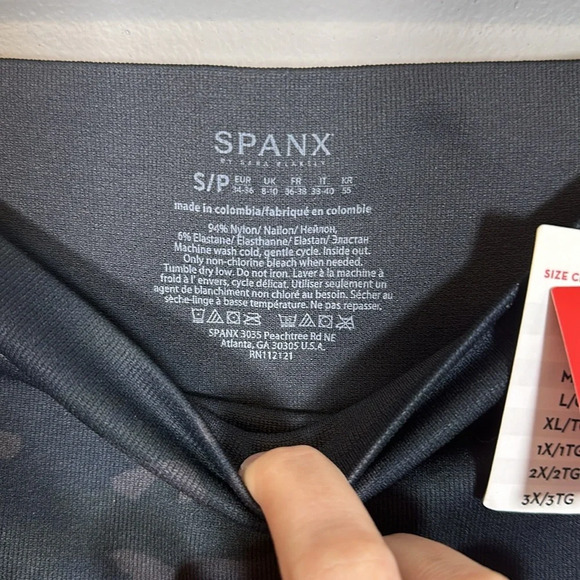 SPANX
BY SARA BLAKELY
S/P EUR 34-36 UK 8-10 FR 36-38 IT 38-40 KR 55
made in colombia/fabriqué en colombie
94% Nylon/ Nailon/ Нейлон,
6% Elastane/ Elasthanne/ Elastan/ Эластан
Machine wash cold, gentle cycle. Inside out.
Only non-chlorine bleach when needed.
Tumble dry low. Do not iron. Laver à la machine à
froid à l' envers, cycle délicat. Utiliser seulement un
agent de blanchiment non chloré au besoin. Sécher au
sèche-linge à basse température. Ne pas repasser.
SPANX 3035 Peachtree Rd NE
Atlanta, GA 30305 U.S.A.
RN112121
SIZE
XL/
1X/1TG
2X/2TG
3X/3TG